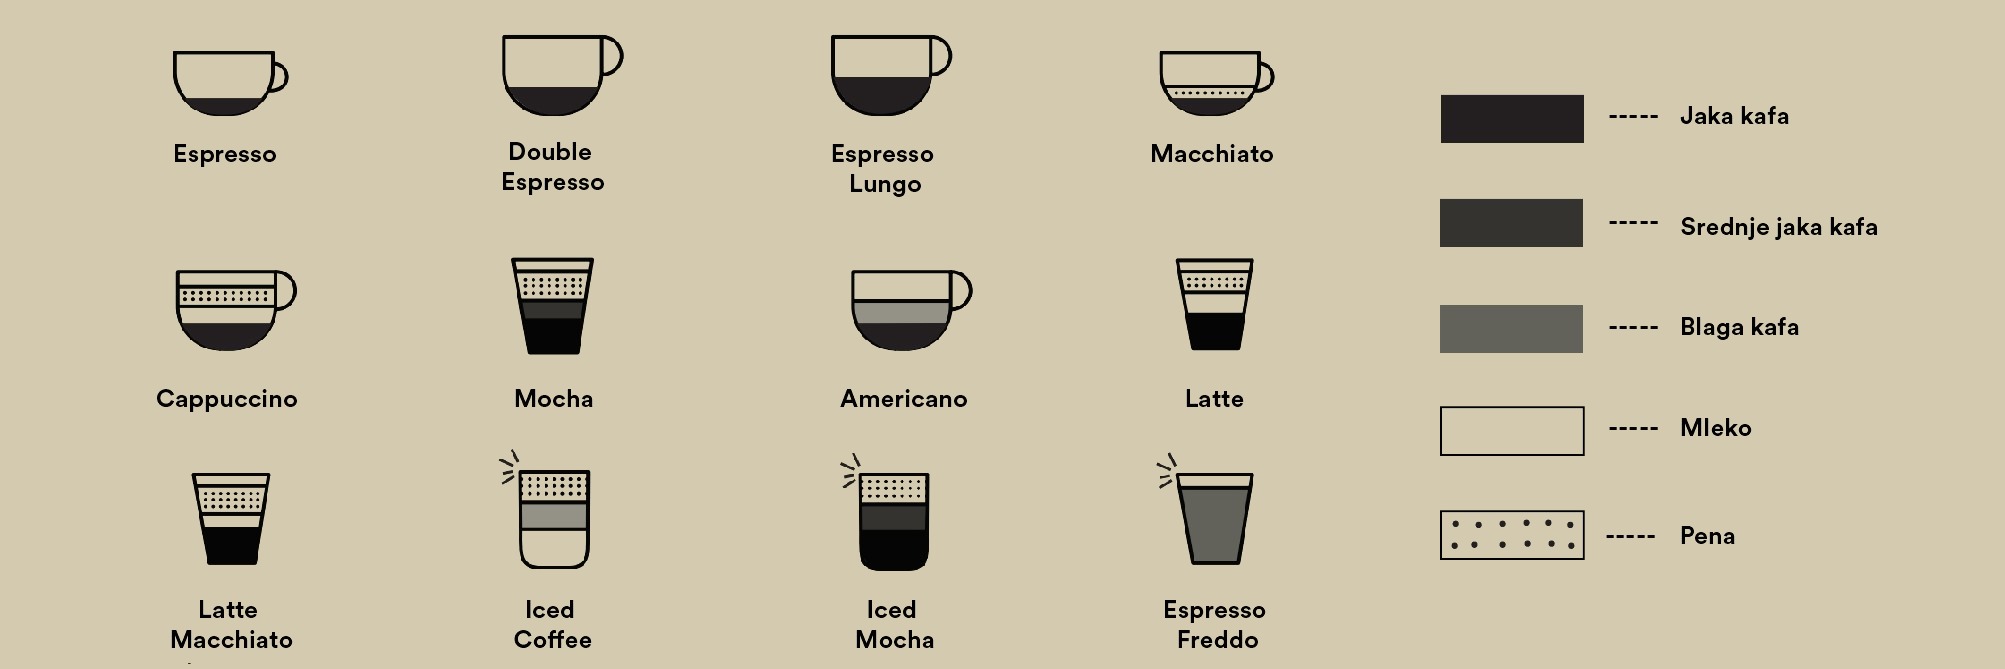 Espresso
Double
Espresso
Espresso
Lungo
Macchiato
Cappuccino
Mocha
Americano
Latte
Latte
Macchiato
Iced
Coffee
Iced
Mocha
Espresso
Freddo
Jaka kafa
Srednje jaka kafa
Blaga kafa
Mleko
Pena